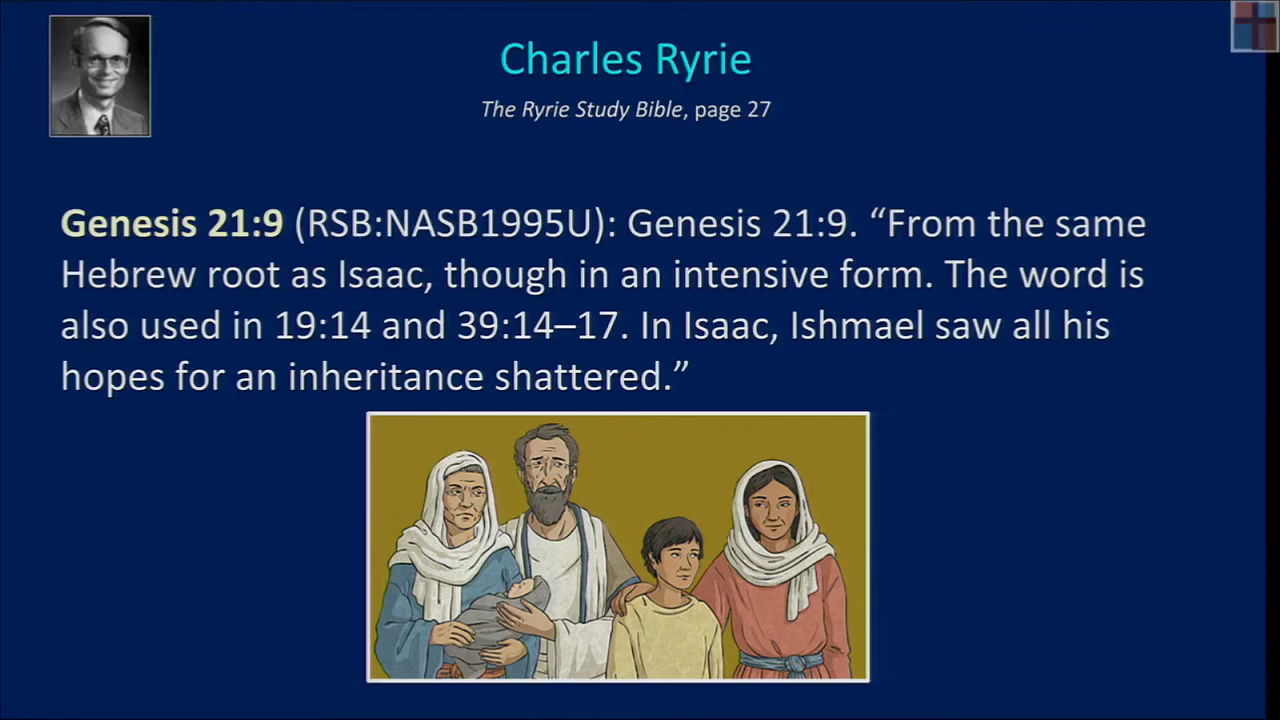 Charles Ryrie
The Ryrie Study Bible, page 27
Genesis 21:9 (RSB:NASB1995U): Genesis 21:9. “From the same
Hebrew root as Isaac, though in an intensive form. The word is
also used in 19:14 and 39:14–17. In Isaac, Ishmael saw all his
hopes for an inheritance shattered.”